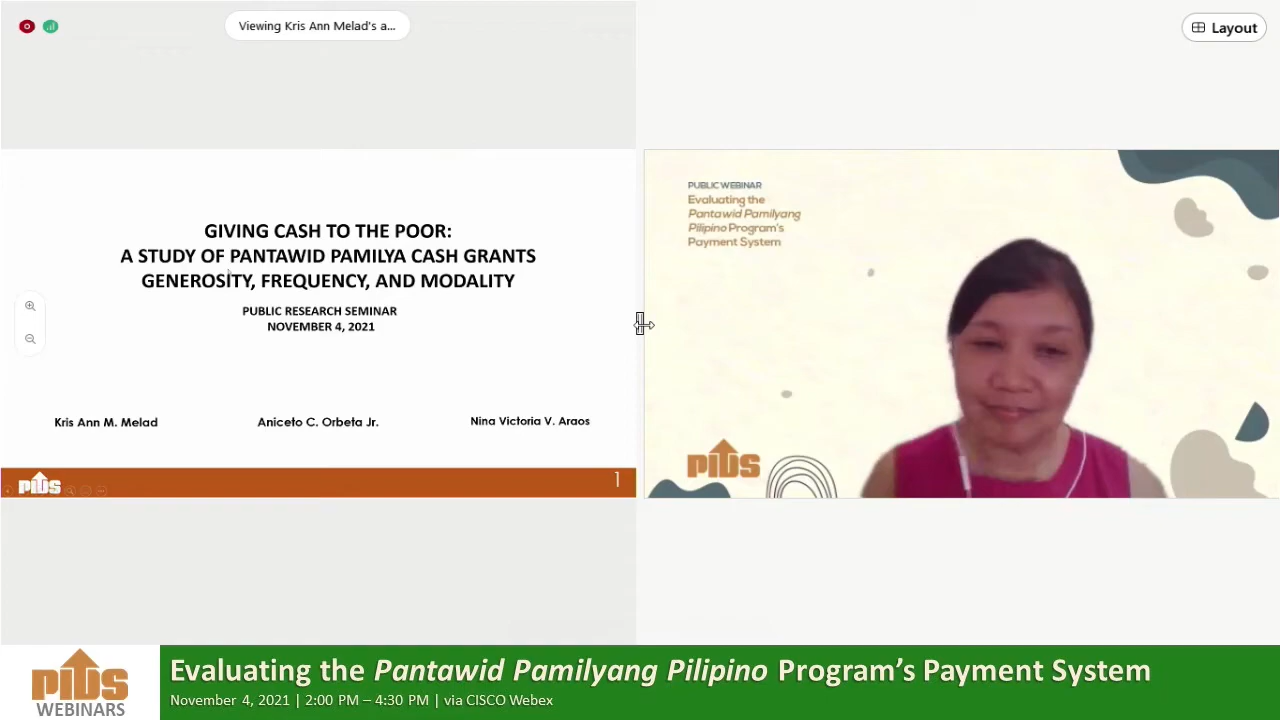 Viewing Kris Ann Melad's a...
Layout
GIVING CASH TO THE POOR:
A STUDY OF PANTAWID PAMILYA CASH GRANTS
GENEROSITY, FREQUENCY, AND MODALITY
PUBLIC RESEARCH SEMINAR
NOVEMBER 4, 2021
Kris Ann M. Melad
Aniceto C. Orbeta Jr.
Nina Victoria V. Araos
PIDS
1
PUBLIC WEBINAR
Evaluating the
Pantawid Pamilyang
Pilipino Program's
Payment System
PIDS
PIDS
WEBINARS
Evaluating the Pantawid Pamilyang Pilipino Program's Payment System
November 4, 2021 | 2:00 PM – 4:30 PM | via CISCO Webex